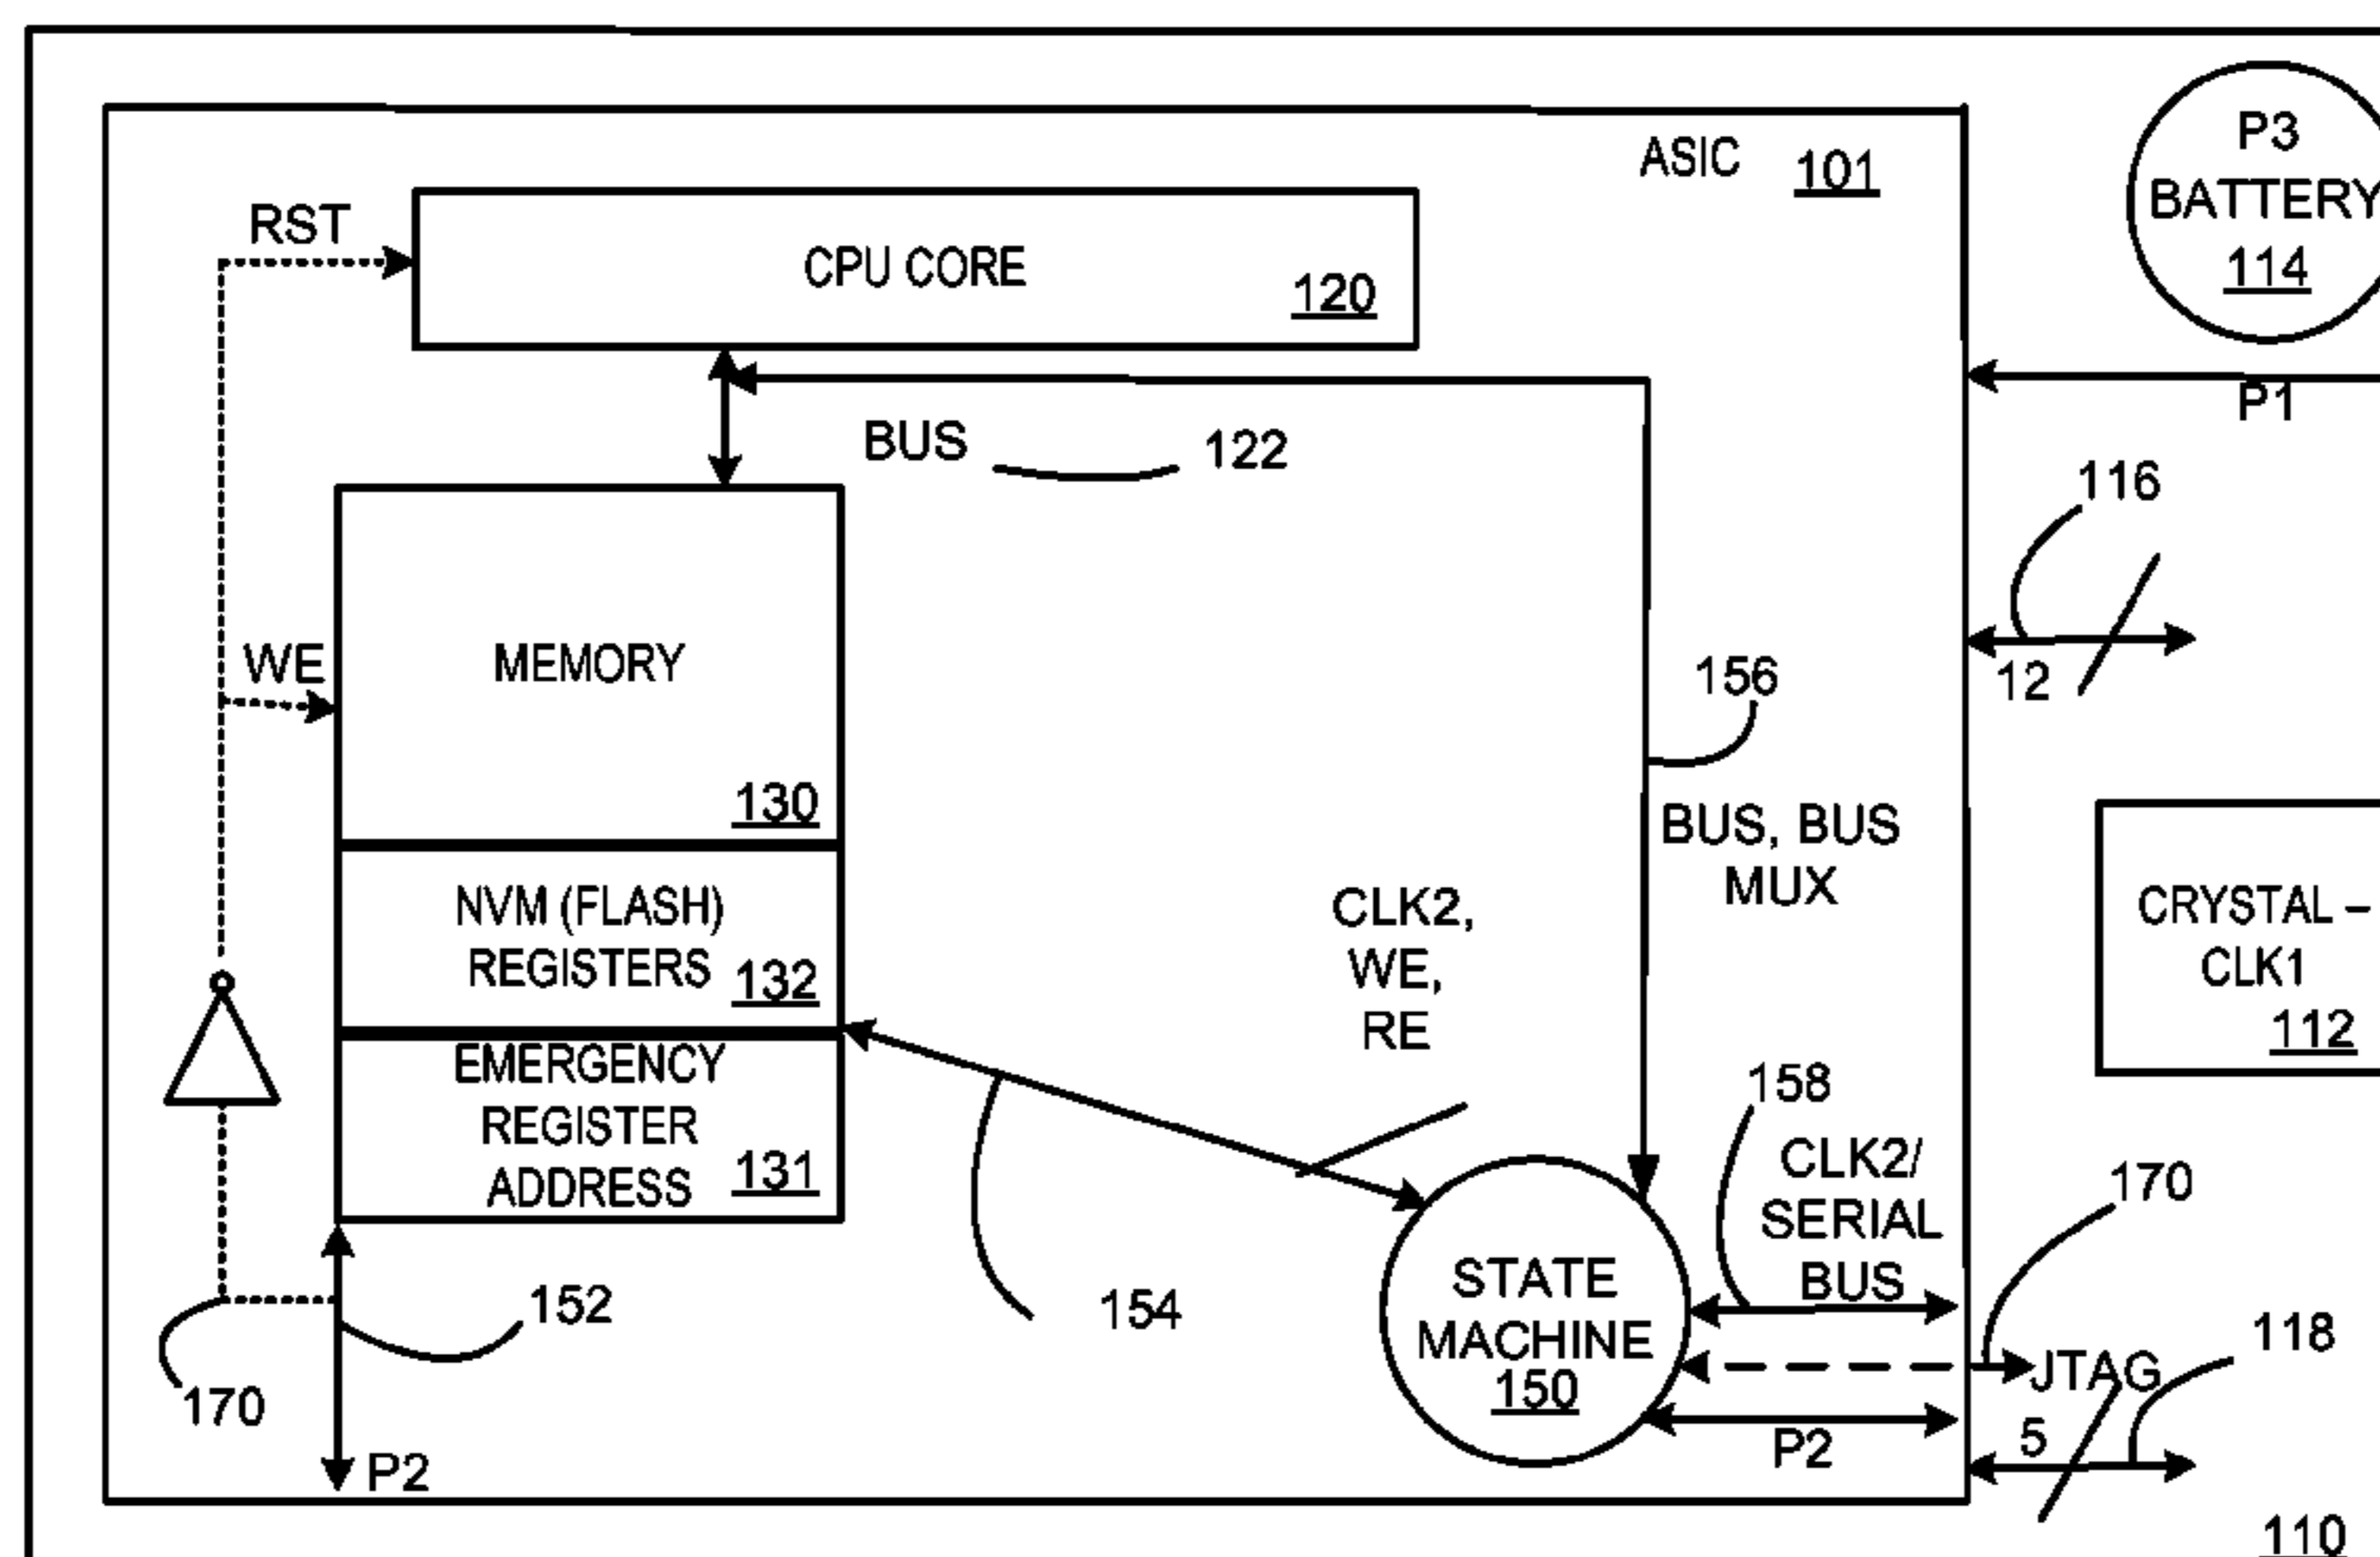 ASIC 101
P3
BATTERY
114
RST
CPU CORE
120
P1
BUS 122
116
12
WE
MEMORY
130
156
BUS, BUS
MUX
CRYSTAL –
CLK1
112
NVM (FLASH)
REGISTERS 132
CLK2,
WE,
RE
EMERGENCY
REGISTER
ADDRESS 131
158
CLK2/
SERIAL
BUS
170
152
154
STATE
MACHINE
150
JTAG
118
5
170
P2
P2
110